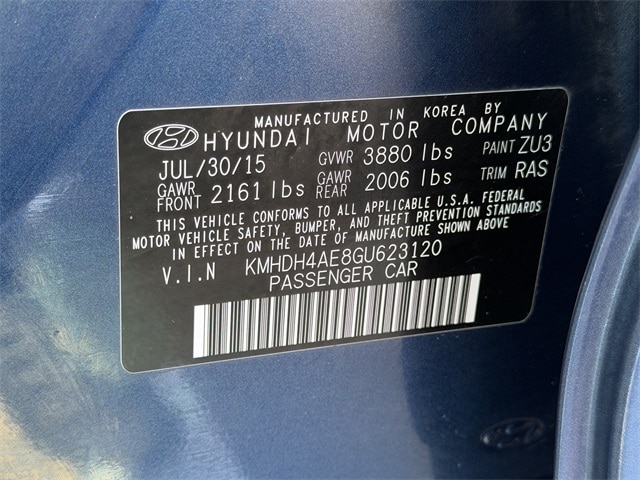 MANUFACTURED IN KOREA BY
HYUNDAI MOTOR COMPANY
JUL/30/15 GVWR 3880 lbs PAINT ZU3
GAWR FRONT 2161 lbs GAWR REAR 2006 lbs TRIM RAS
THIS VEHICLE CONFORMS TO ALL APPLICABLE U.S.A. FEDERAL
MOTOR VEHICLE SAFETY, BUMPER, AND THEFT PREVENTION STANDARDS
IN EFFECT ON THE DATE OF MANUFACTURE SHOWN ABOVE
V.I.N KMHDH4AE8GU623120
PASSENGER CAR